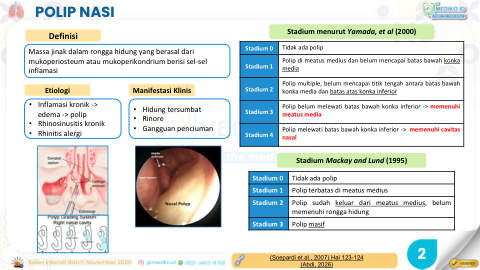 POLIP NASI
Definisi
Massa jinak dalam rongga hidung yang berasal dari
mukoperiosteum atau mukoperikondrium berisi sel-sel
inflamasi
Etiologi
• Inflamasi kronik ->
edema -> polip
• Rhinosinusitis kronik
• Rhinitis alergi
Manifestasi Klinis
• Hidung tersumbat
• Rinore
• Gangguan penciuman
Polyp Grading System
Right nasal cavity
Nasal Polyp
Stadium menurut Yamada, et al (2000)
Stadium 0 Tidak ada polip
Stadium 1 Polip di meatus medius dan belum mencapai batas bawah konka
media
Stadium 2 Polip multiple, belum mencapai titik tengah antara batas bawah
konka media dan batas atas konka inferior
Stadium 3 Polip belum melewati batas bawah konka inferior -> memenuhi
meatus media
Stadium 4 Polip melewati batas bawah konka inferior -> memenuhi cavitas
nasal
Stadium Mackay and Lund (1995)
Stadium 0 Tidak ada polip
Stadium 1 Polip terbatas di meatus medius
Stadium 2 Polip sudah keluar dari meatus medius, belum
memenuhi rongga hidung
Stadium 3 Polip masif
(Soepardi et al., 2007) Hal 123-124
(Abdi, 2026)
2